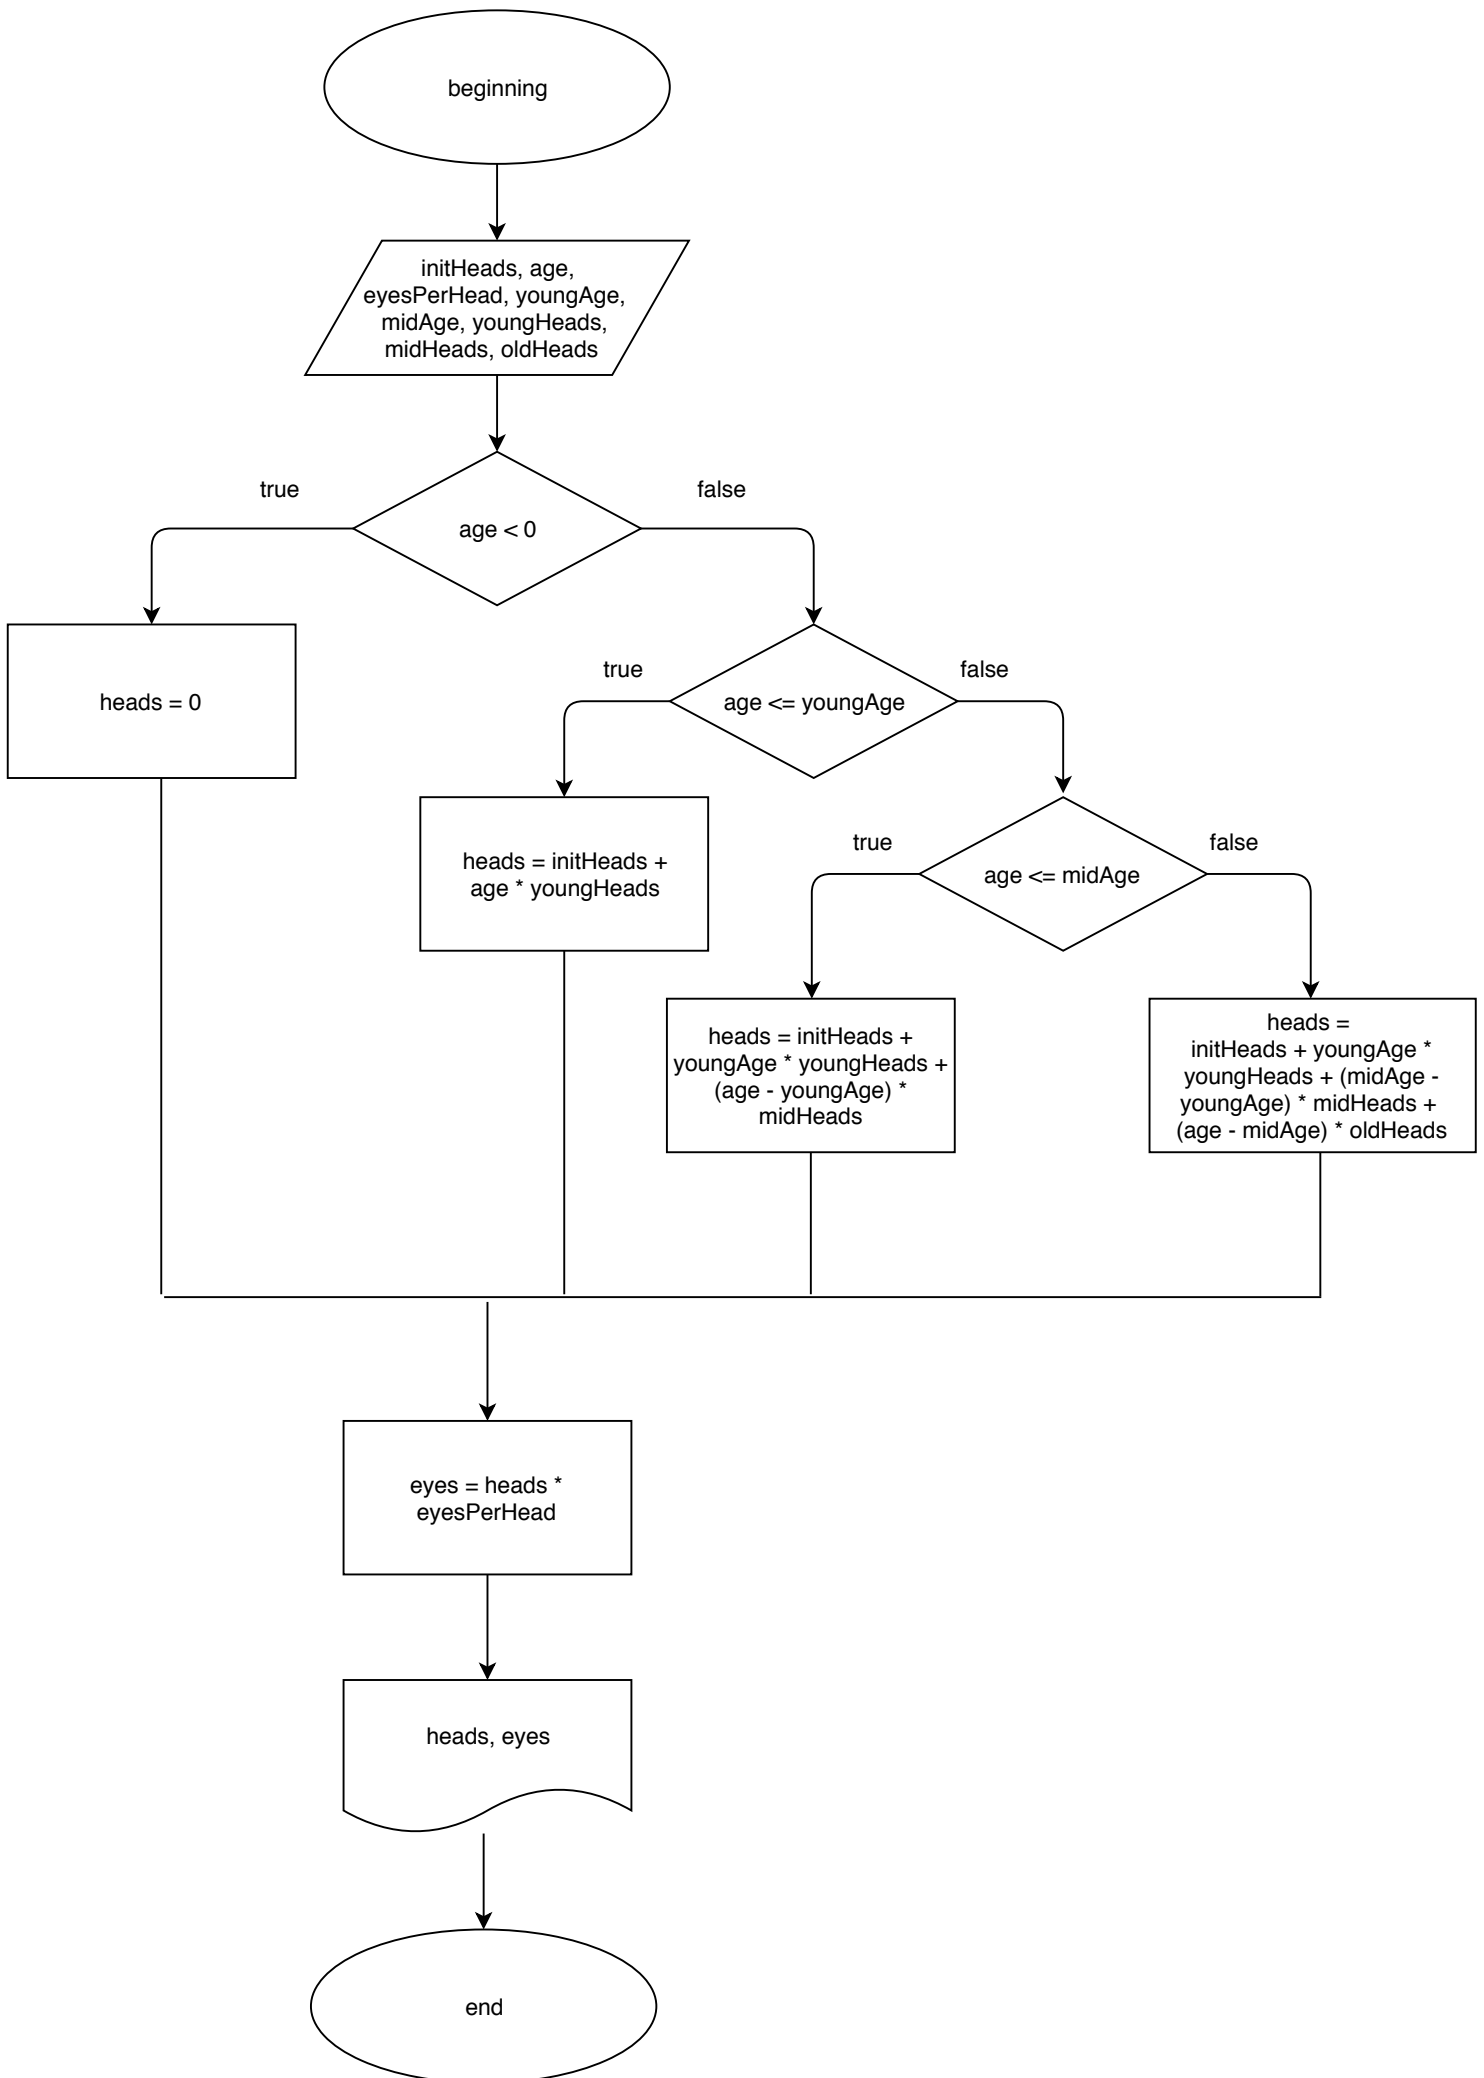 beginning
initHeads, age,
eyesPerHead, youngAge,
midAge, youngHeads,
midHeads, oldHeads
true
false
age < 0
heads = 0
true
false
age <= youngAge
heads = initHeads +
age * youngHeads
true
false
age <= midAge
heads = initHeads +
youngAge * youngHeads +
(age - youngAge) *
midHeads
heads =
initHeads + youngAge *
youngHeads + (midAge -
youngAge) * midHeads +
(age - midAge) * oldHeads
eyes = heads *
eyesPerHead
heads, eyes
end